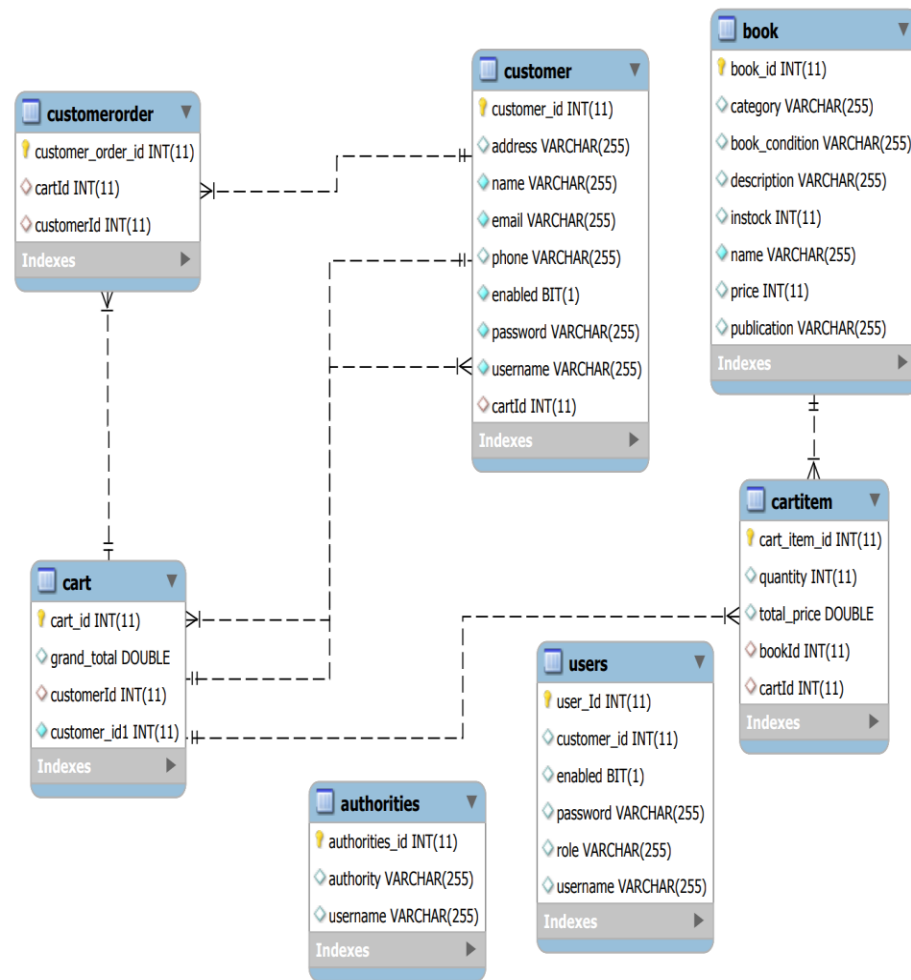 customerorder
customer_order_id INT(11)
cartId INT(11)
customerId INT(11)
Indexes
customer
customer_id INT(11)
address VARCHAR(255)
name VARCHAR(255)
email VARCHAR(255)
phone VARCHAR(255)
enabled BIT(1)
password VARCHAR(255)
username VARCHAR(255)
cartId INT(11)
Indexes
book
book_id INT(11)
category VARCHAR(255)
book_condition VARCHAR(255)
description VARCHAR(255)
instock INT(11)
name VARCHAR(255)
price INT(11)
publication VARCHAR(255)
Indexes
cart
cart_id INT(11)
grand_total DOUBLE
customerId INT(11)
customer_id1 INT(11)
Indexes
cartitem
cart_item_id INT(11)
quantity INT(11)
total_price DOUBLE
bookId INT(11)
cartId INT(11)
Indexes
users
user_Id INT(11)
customer_id INT(11)
enabled BIT(1)
password VARCHAR(255)
role VARCHAR(255)
username VARCHAR(255)
Indexes
authorities
authorities_id INT(11)
authority VARCHAR(255)
username VARCHAR(255)
Indexes